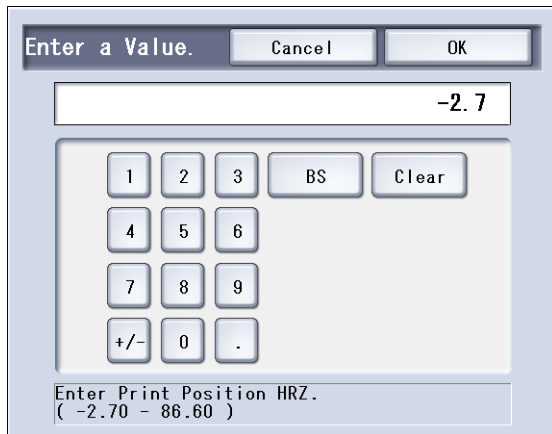 Enter a Value. Cancel OK
-2.7
1 2 3 BS Clear
4 5 6
7 8 9
+/- 0 .
Enter Print Position HRZ.
( -2.70 - 86.60 )